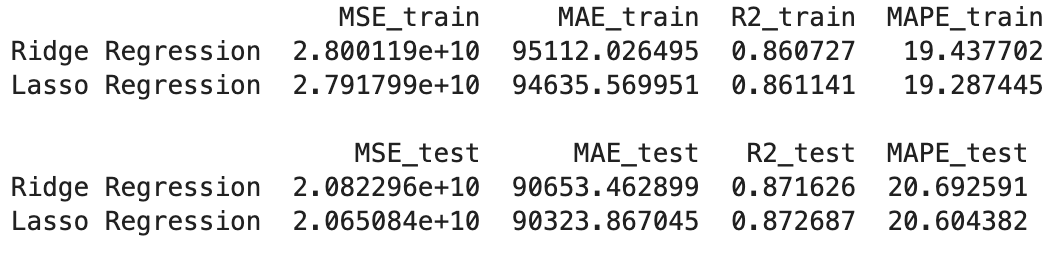 MSE_train MAE_train R2_train MAPE_train
Ridge Regression 2.800119e+10 95112.026495 0.860727 19.437702
Lasso Regression 2.791799e+10 94635.569951 0.861141 19.287445
MSE_test MAE_test R2_test MAPE_test
Ridge Regression 2.082296e+10 90653.462899 0.871626 20.692591
Lasso Regression 2.065084e+10 90323.867045 0.872687 20.604382